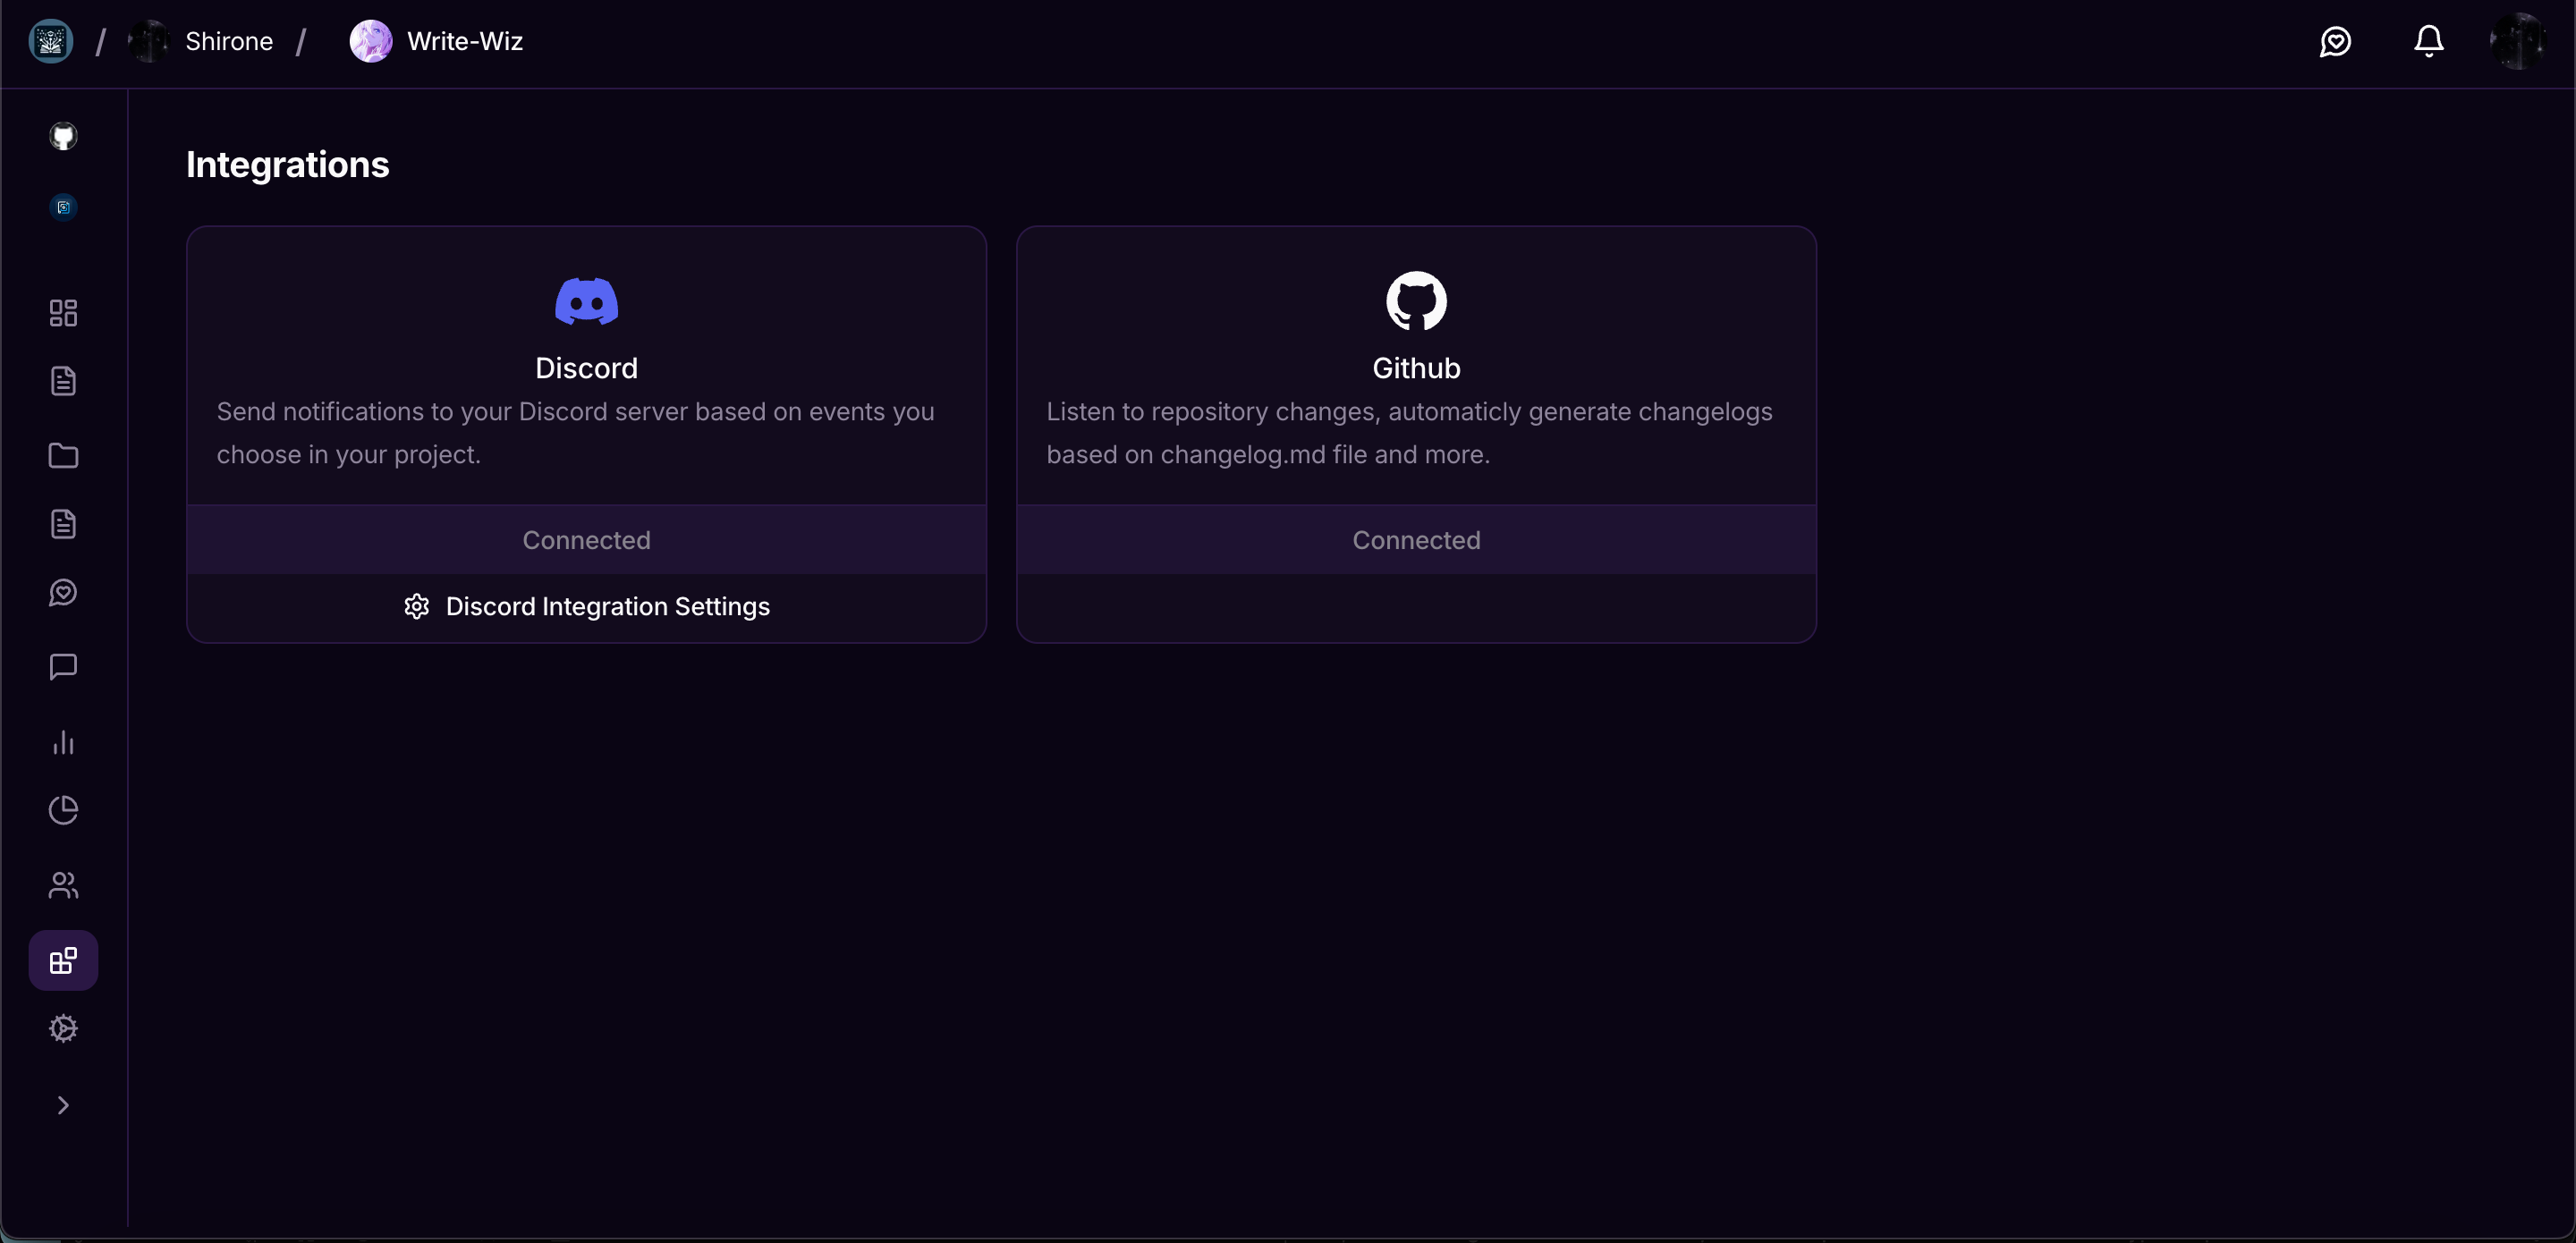 / Shirone / Write-Wiz
Integrations
Discord
Send notifications to your Discord server based on events you
choose in your project.
Connected
Discord Integration Settings
Github
Listen to repository changes, automaticly generate changelogs
based on changelog.md file and more.
Connected